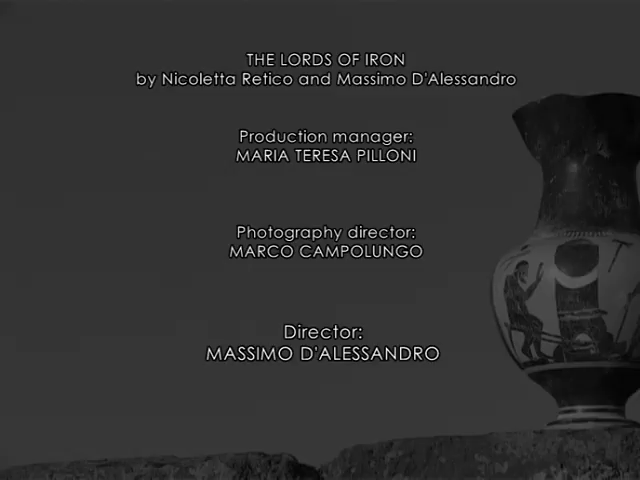 THE LORDS OF IRON
by Nicoletta Retico and Massimo D'Alessandro
Production manager:
MARIA TERESA PILLONI
Photography director:
MARCO CAMPOLUNGO
Director:
MASSIMO D'ALESSANDRO